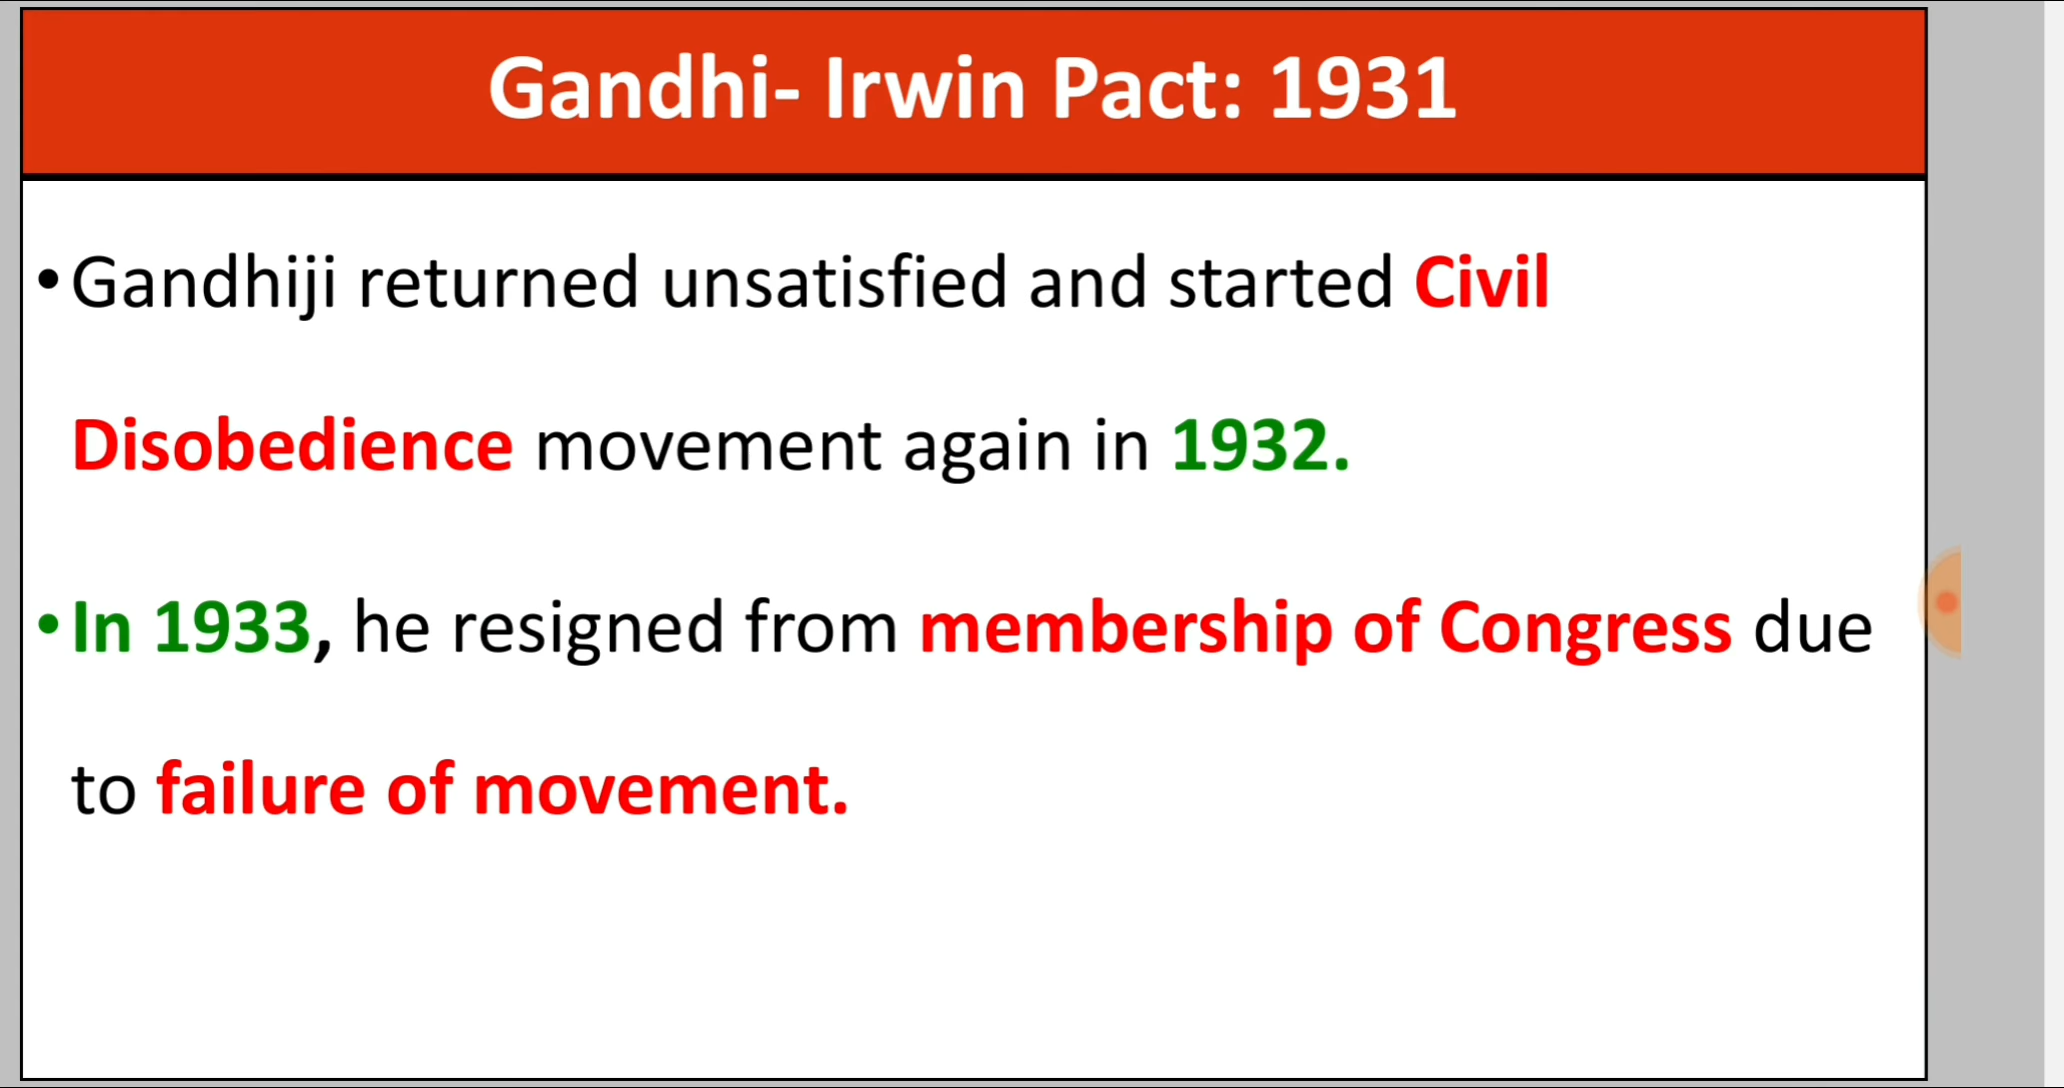 Gandhi- Irwin Pact: 1931
•Gandhiji returned unsatisfied and started Civil
Disobedience movement again in 1932.
•In 1933, he resigned from membership of Congress due
to failure of movement.